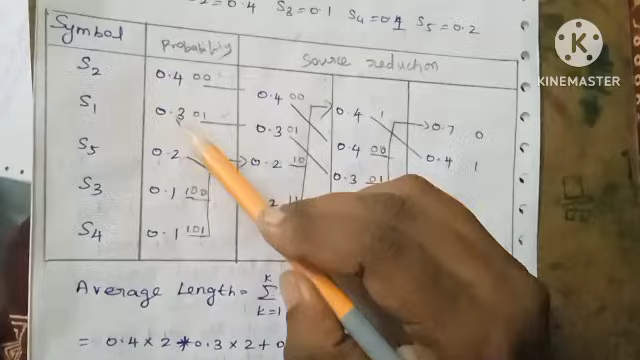 S2 = 0.4 S3 = 0.1 S4 = 0.1 S5 = 0.2
KINEMASTER
Symbol Probability Source reduction
S2 0.4 00 0.4 00 0.4 1 0.7 0
S1 0.3 01 0.3 01 0.4 00 0.4 1
S5 0.2 0.2 10 0.3 01
S3 0.1 100
S4 0.1 101
Average Length = Σ k K=1
= 0.4 × 2 + 0.3 × 2 + 0